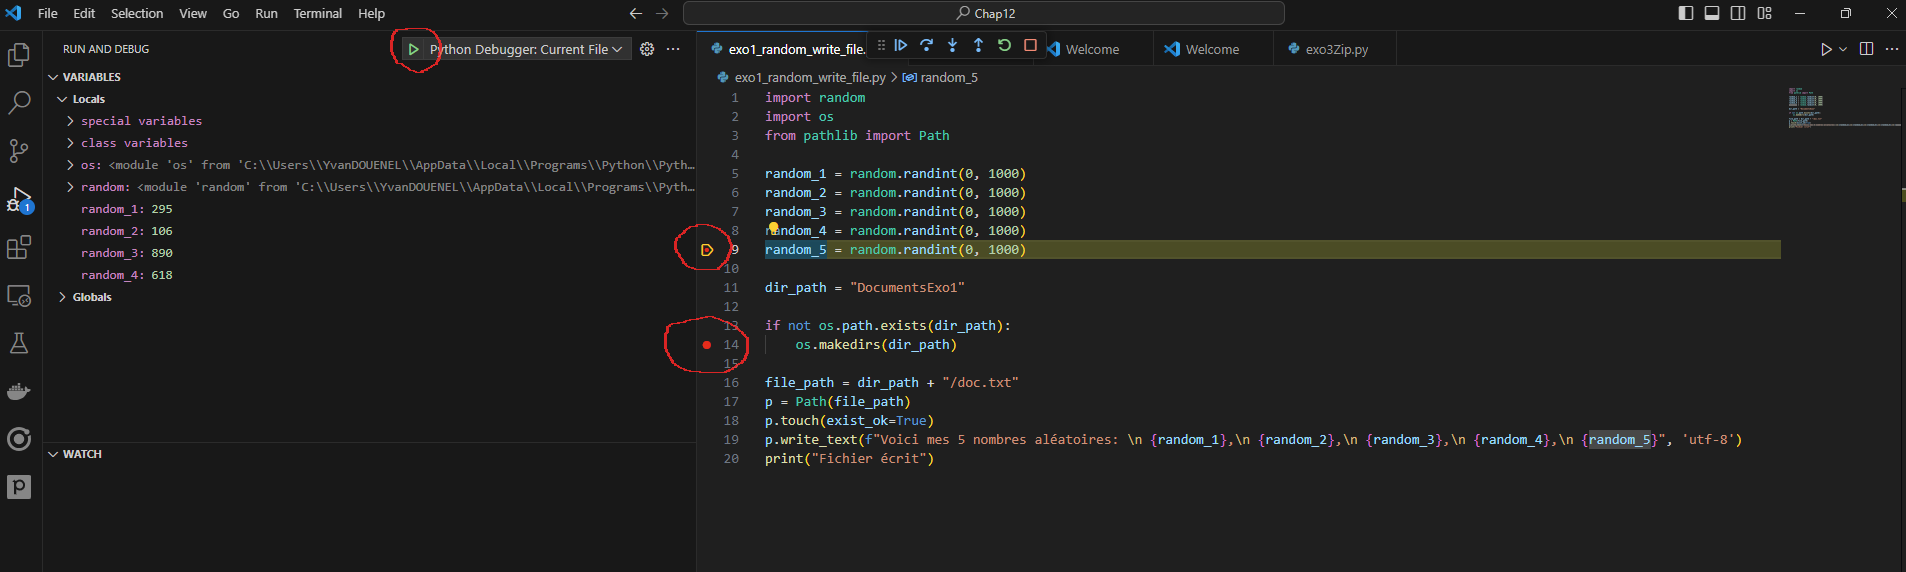 File Edit Selection View Go Run Terminal Help
Chap12
RUN AND DEBUG
Python Debugger: Current File
VARIABLES
Locals
special variables
class variables
os: <module 'os' from 'C:\\Users\\YvanDOUENEL\\AppData\\Local\\Programs\\Python\\Pyth…
random: <module 'random' from 'C:\\Users\\YvanDOUENEL\\AppData\\Local\\Programs\\Python\\Pyth…
random_1: 295
random_2: 106
random_3: 890
random_4: 618
Globals
WATCH
1
exo1_random_write_file.
Welcome
Welcome
exo3Zip.py
exo1_random_write_file.py > random_5
1 import random
2 import os
3 from pathlib import Path
4
5 random_1 = random.randint(0, 1000)
6 random_2 = random.randint(0, 1000)
7 random_3 = random.randint(0, 1000)
8 random_4 = random.randint(0, 1000)
9 random_5 = random.randint(0, 1000)
10
11 dir_path = "DocumentsExo1"
12
13 if not os.path.exists(dir_path):
14     os.makedirs(dir_path)
15
16 file_path = dir_path + "/doc.txt"
17 p = Path(file_path)
18 p.touch(exist_ok=True)
19 p.write_text(f"Voici mes 5 nombres aléatoires: \n {random_1},\n {random_2},\n {random_3},\n {random_4},\n {random_5}", 'utf-8')
20 print("Fichier écrit")